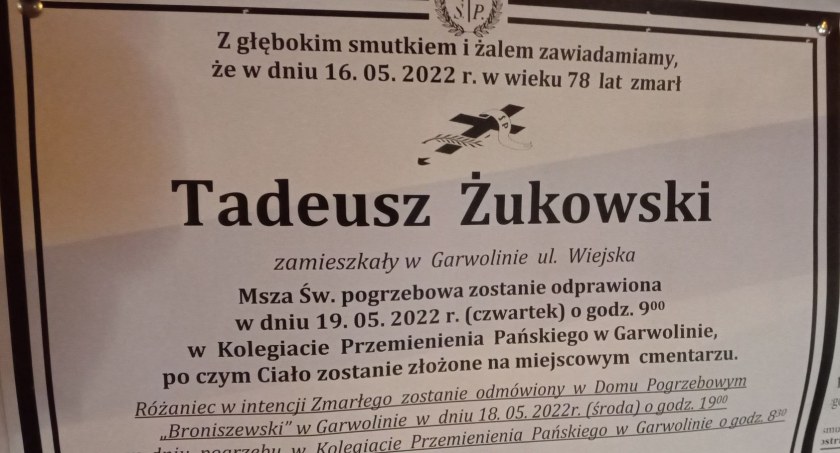 Ś. P.
Z głębokim smutkiem i żalem zawiadamiamy,
że w dniu 16. 05. 2022 r. w wieku 78 lat zmarł
Tadeusz Żukowski
zamieszkały w Garwolinie ul. Wiejska
Msza Św. pogrzebowa zostanie odprawiona
w dniu 19. 05. 2022 r. (czwartek) o godz. 9⁰⁰
w Kolegiacie Przemienienia Pańskiego w Garwolinie,
po czym Ciało zostanie złożone na miejscowym cmentarzu.
Różaniec w intencji Zmarłego zostanie odmówiony w Domu Pogrzebowym
„Broniszewski” w Garwolinie w dniu 18. 05. 2022r. (środa) o godz. 19⁰⁰
dniu pogrzebu w Kolegiacie Przemienienia Pańskiego w Garwolinie o godz. 8³⁰